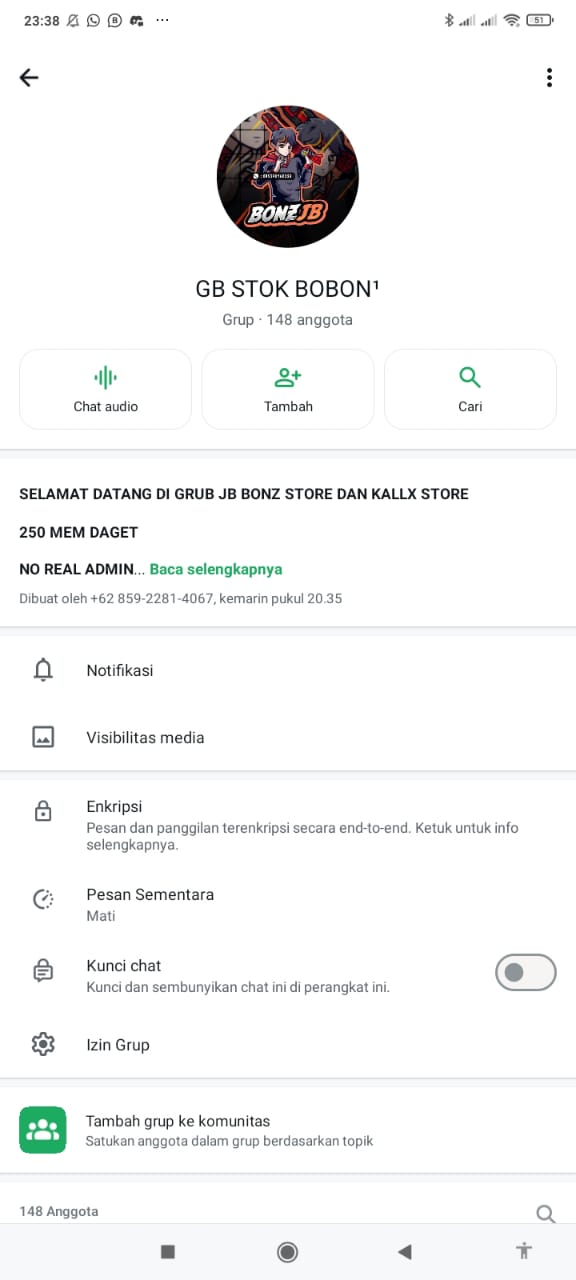 23:38
51
BONZ JB
GB STOK BOBON¹
Grup · 148 anggota
Chat audio
Tambah
Cari
SELAMAT DATANG DI GRUB JB BONZ STORE DAN KALLX STORE
250 MEM DAGET
NO REAL ADMIN... Baca selengkapnya
Dibuat oleh +62 859-2281-4067, kemarin pukul 20.35
Notifikasi
Visibilitas media
Enkripsi
Pesan dan panggilan terenkripsi secara end-to-end. Ketuk untuk info
selengkapnya.
Pesan Sementara
Mati
Kunci chat
Kunci dan sembunyikan chat ini di perangkat ini.
Izin Grup
Tambah grup ke komunitas
Satukan anggota dalam grup berdasarkan topik
148 Anggota